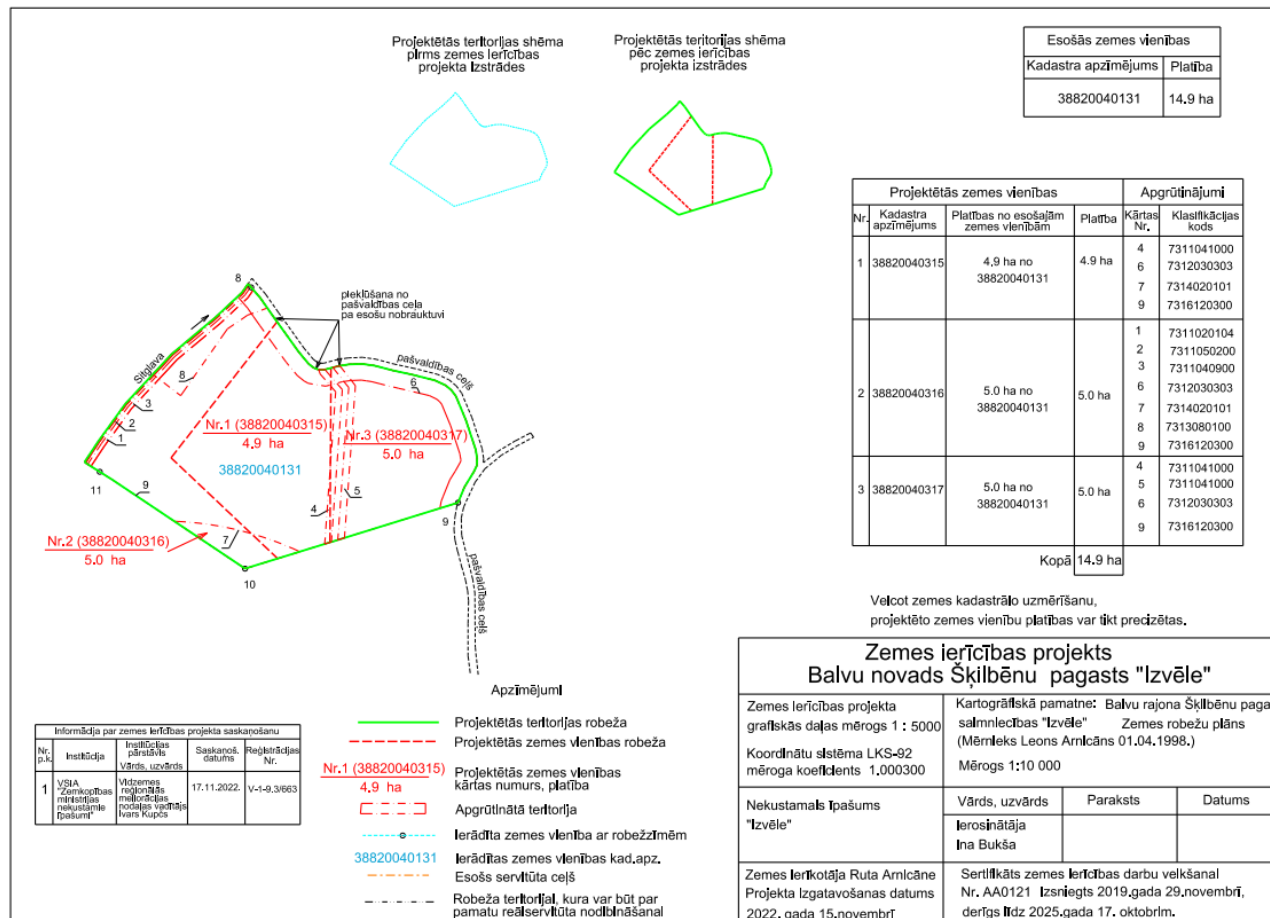 Projektētās teritorijas shēma
pirms zemes ierīcības
projekta izstrādes
Projektētās teritorijas shēma
pēc zemes ierīcības
projekta izstrādes
Esošās zemes vienības
Kadastra apzīmējums Platība
38820040131 14.9 ha
Projektētās zemes vienības Apgrūtinājumi
Nr. Kadastra apzīmējums Platības no esošajām zemes vienībām Platība Kārtas Nr. Klasifikācijas kods
1 38820040315 4.9 ha no 38820040131 4.9 ha
4 7311041000
6 7312030303
7 7314020101
9 7316120300
2 38820040316 5.0 ha no 38820040131 5.0 ha
1 7311020104
2 7311050200
3 7311040900
6 7312030303
7 7314020101
8 7313080100
9 7316120300
3 38820040317 5.0 ha no 38820040131 5.0 ha
4 7311041000
5 7311041000
6 7312030303
9 7316120300
Kopā 14.9 ha
Veicot zemes kadastrālo uzmērīšanu,
projektēto zemes vienību platības var tikt precizētas.
8
piekļūšana no
pašvaldības ceļa
pa esošu nobrauktuvi
Sitglava
pašvaldības ceļš
8
6
3
2
1
Nr.1 (38820040315)
4.9 ha
38820040131
Nr.3 (38820040317)
5.0 ha
11
9
4
5
9
7
Nr.2 (38820040316)
5.0 ha
10
pašvaldības ceļš
Apzīmējumi
Projektētās teritorijas robeža
Projektētās zemes vienības robeža
Nr.1 (38820040315)
4.9 ha
Projektētās zemes vienības
kārtas numurs, platība
Apgrūtinātā teritorija
Ierādīta zemes vienība ar robežzīmēm
38820040131 Ierādītas zemes vienības kad.apz.
Esošs servitūta ceļš
Robeža teritorijai, kura var būt par
pamatu reālservitūta nodibināšanai
Informācija par zemes ierīcības projekta saskaņošanu
Nr. p.k. Institūcija Institūcijas pārstāvis Vārds, uzvārds Saskaņoš. datums Reģistrācijas Nr.
1 VSIA "Zemkopības ministrijas nekustamie īpašumi" Vidzemes reģionālās meliorācijas nodaļas vadītājs Ivars Kupčs 17.11.2022. V-1-9.3/663
Zemes ierīcības projekts
Balvu novads Šķilbēnu pagasts "Izvēle"
Zemes ierīcības projekta
grafiskās daļas mērogs 1 : 5000
Koordinātu sistēma LKS-92
mēroga koeficients 1.000300
Kartogrāfiskā pamatne: Balvu rajona Šķilbēnu paga
saimniecības "Izvēle" Zemes robežu plāns
(Mērnieks Leons Arnicāns 01.04.1998.)
Mērogs 1:10 000
Nekustamais īpašums
"Izvēle"
Vārds, uzvārds Paraksts Datums
Ierosinātāja
Ina Bukša
Zemes ierīkotāja Ruta Arnicāne
Projekta izgatavošanas datums
2022. gada 15.novembrī
Sertifikāts zemes ierīcības darbu veikšanai
Nr. AA0121 Izsniegts 2019.gada 29.novembrī,
derīgs līdz 2025.gada 17. oktobrim.